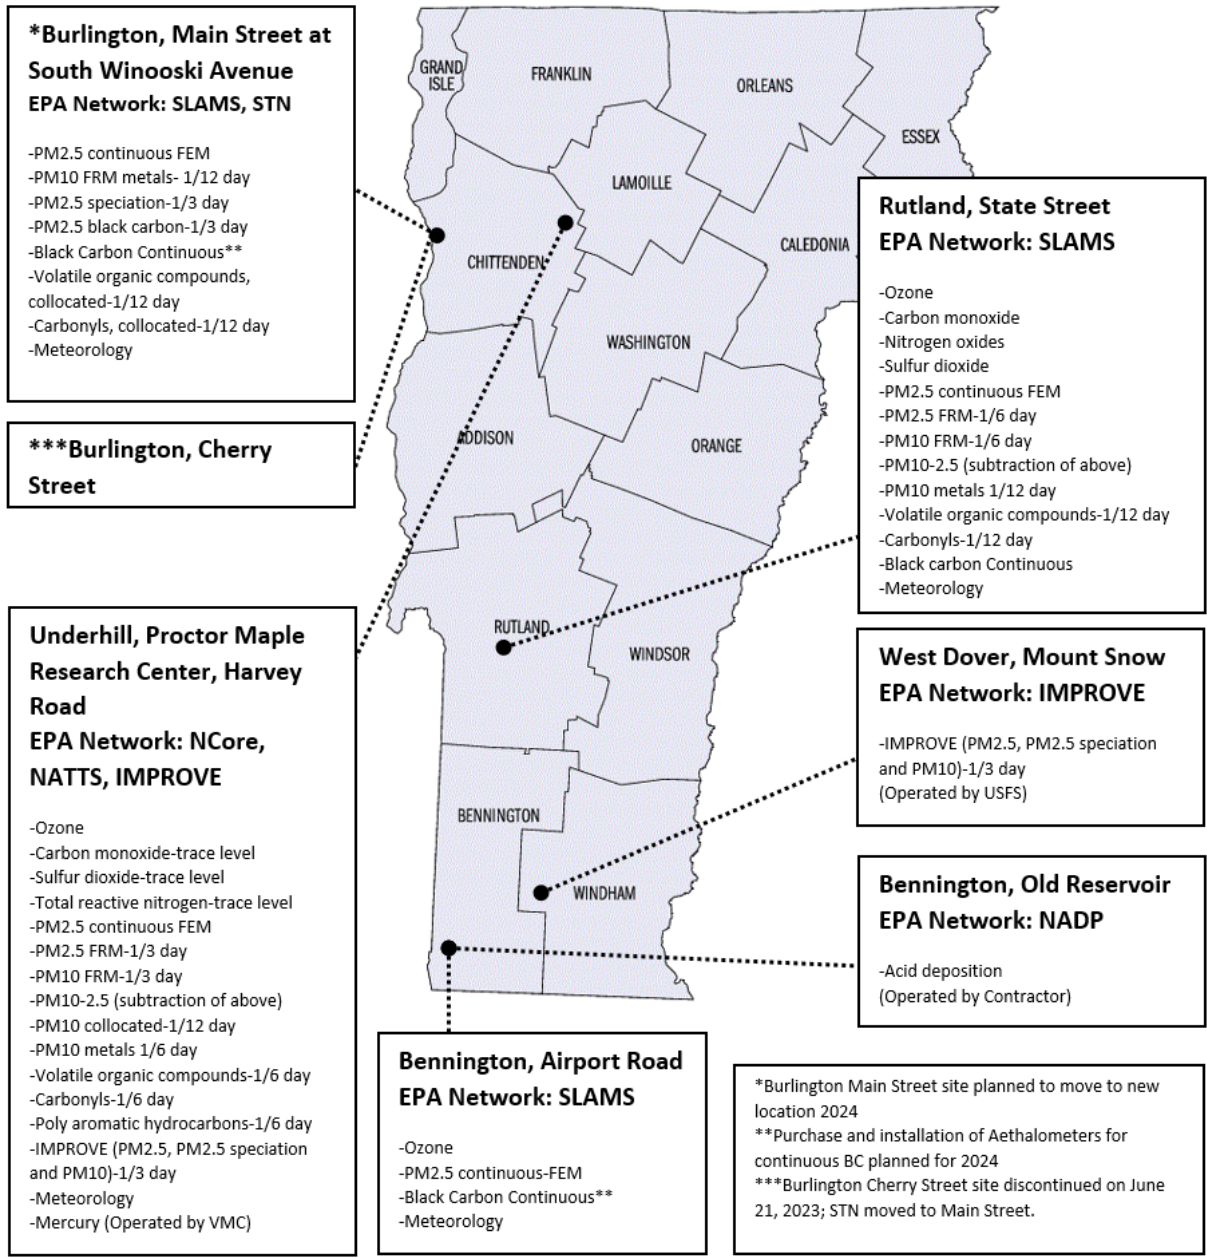 *Burlington, Main Street at
South Winooski Avenue
EPA Network: SLAMS, STN
-PM2.5 continuous FEM
-PM10 FRM metals- 1/12 day
-PM2.5 speciation-1/3 day
-PM2.5 black carbon-1/3 day
-Black Carbon Continuous**
-Volatile organic compounds,
collocated-1/12 day
-Carbonyls, collocated-1/12 day
-Meteorology
***Burlington, Cherry
Street
Underhill, Proctor Maple
Research Center, Harvey
Road
EPA Network: NCore,
NATTS, IMPROVE
-Ozone
-Carbon monoxide-trace level
-Sulfur dioxide-trace level
-Total reactive nitrogen-trace level
-PM2.5 continuous FEM
-PM2.5 FRM-1/3 day
-PM10 FRM-1/3 day
-PM10-2.5 (subtraction of above)
-PM10 collocated-1/12 day
-PM10 metals 1/6 day
-Volatile organic compounds-1/6 day
-Carbonyls-1/6 day
-Poly aromatic hydrocarbons-1/6 day
-IMPROVE (PM2.5, PM2.5 speciation
and PM10)-1/3 day
-Meteorology
-Mercury (Operated by VMC)
GRAND
ISLE
FRANKLIN
ORLEANS
ESSEX
LAMOILLE
CALEDONIA
CHITTENDEN
WASHINGTON
ADDISON
ORANGE
RUTLAND
WINDSOR
BENNINGTON
WINDHAM
Rutland, State Street
EPA Network: SLAMS
-Ozone
-Carbon monoxide
-Nitrogen oxides
-Sulfur dioxide
-PM2.5 continuous FEM
-PM2.5 FRM-1/6 day
-PM10 FRM-1/6 day
-PM10-2.5 (subtraction of above)
-PM10 metals 1/12 day
-Volatile organic compounds-1/12 day
-Carbonyls-1/12 day
-Black carbon Continuous
-Meteorology
West Dover, Mount Snow
EPA Network: IMPROVE
-IMPROVE (PM2.5, PM2.5 speciation
and PM10)-1/3 day
(Operated by USFS)
Bennington, Old Reservoir
EPA Network: NADP
-Acid deposition
(Operated by Contractor)
Bennington, Airport Road
EPA Network: SLAMS
-Ozone
-PM2.5 continuous-FEM
-Black Carbon Continuous**
-Meteorology
*Burlington Main Street site planned to move to new
location 2024
**Purchase and installation of Aethalometers for
continuous BC planned for 2024
***Burlington Cherry Street site discontinued on June
21, 2023; STN moved to Main Street.